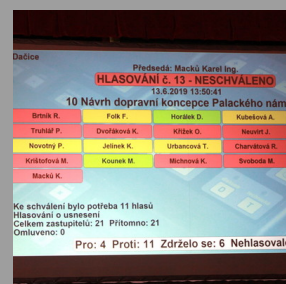 Dačice
Předsedá: Macků Karel Ing.
HLASOVÁNÍ č. 13 - NESCHVÁLENO
13.6.2019 13:50:41
10 Návrh dopravní koncepce Palackého nám
Brtník R. Folk F. Horálek D. Kubešová A.
Truhlář P. Dvořáková K. Křížek O. Neuvirt J.
Novotný P. Jelínek K. Urbancová T. Charvátová R.
Krištofová M. Kounek M. Michnová K. Svoboda M.
Macků K.
Ke schválení bylo potřeba 11 hlasů
Hlasování o usnesení
Celkem zastupitelů: 21 Přítomno: 21
Omluveno: 0
Pro: 4 Proti: 11 Zdrželo se: 6 Nehlasoval